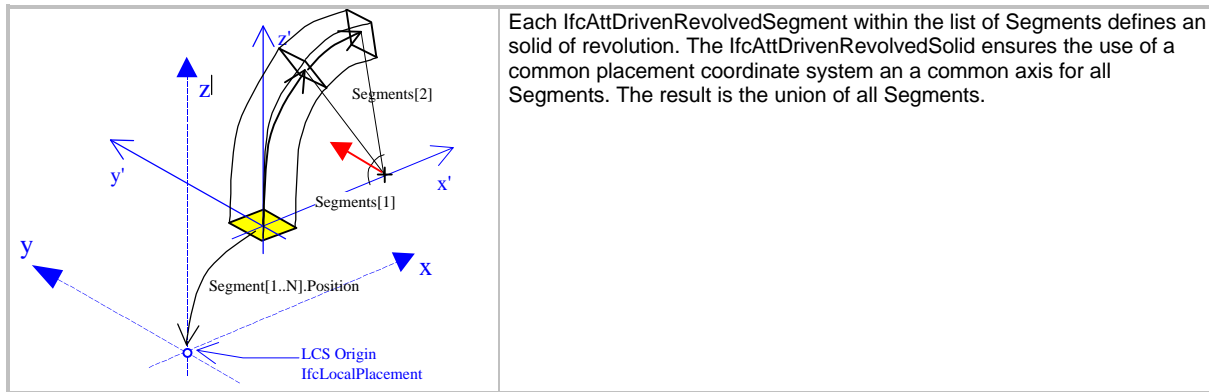 z'
z
Segments[2]
y'
x'
Segments[1]
y
x
Segment[1..N].Position
LCS Origin
IfcLocalPlacement
Each IfcAttDrivenRevolvedSegment within the list of Segments defines an
solid of revolution. The IfcAttDrivenRevolvedSolid ensures the use of a
common placement coordinate system an a common axis for all
Segments. The result is the union of all Segments.